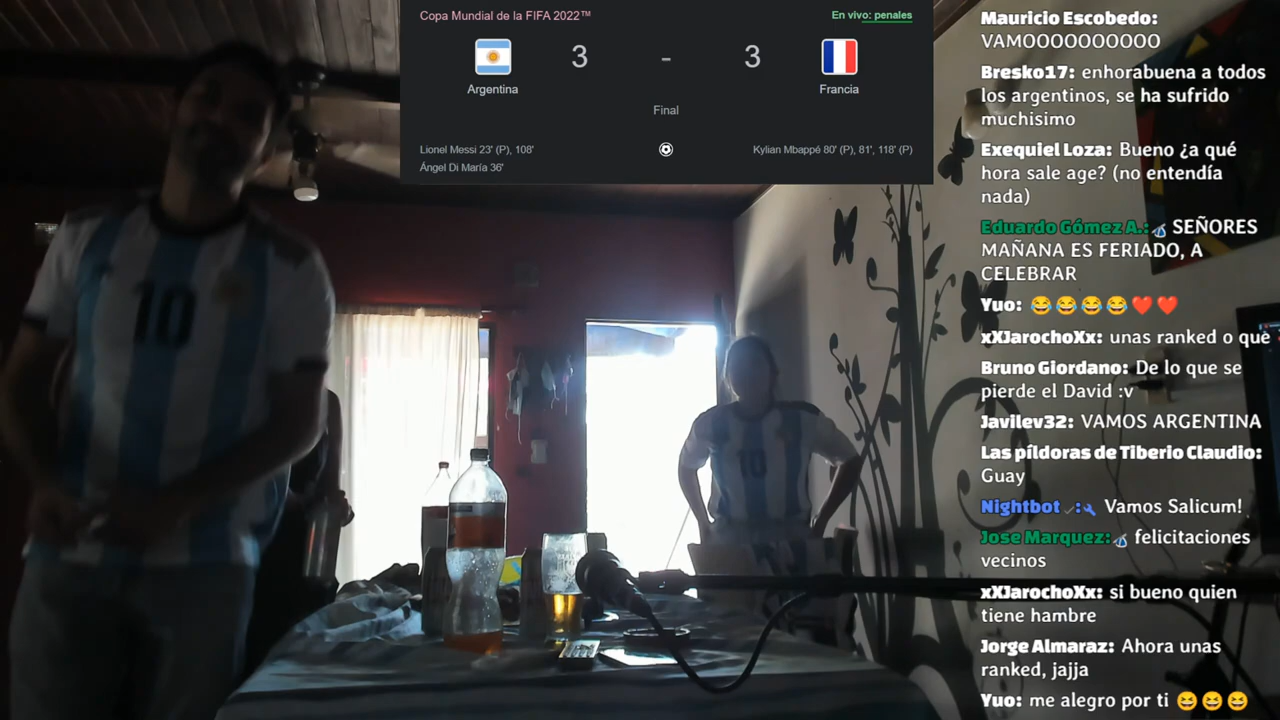 Copa Mundial de la FIFA 2022™
En vivo: penales
3 - 3
Argentina
Francia
Final
Lionel Messi 23' (P), 108'
Kylian Mbappé 80' (P), 81', 118' (P)
Ángel Di María 36'
10
10
Mauricio Escobedo:
VAMOOOOOOOOOO
Bresko17: enhorabuena a todos
los argentinos, se ha sufrido
muchisimo
Exequiel Loza: Bueno ¿a qué
hora sale age? (no entendía
nada)
Eduardo Gómez A.: SEÑORES
MAÑANA ES FERIADO, A
CELEBRAR
Yuo: 😂😂😂😂❤️❤️
xXJarochoXx: unas ranked o que
Bruno Giordano: De lo que se
pierde el David :v
Javilev32: VAMOS ARGENTINA
Las píldoras de Tiberio Claudio:
Guay
Nightbot: Vamos Salicum!
Jose Marquez: felicitaciones
vecinos
xXJarochoXx: si bueno quien
tiene hambre
Jorge Almaraz: Ahora unas
ranked, jajja
Yuo: me alegro por ti 😆😆😆